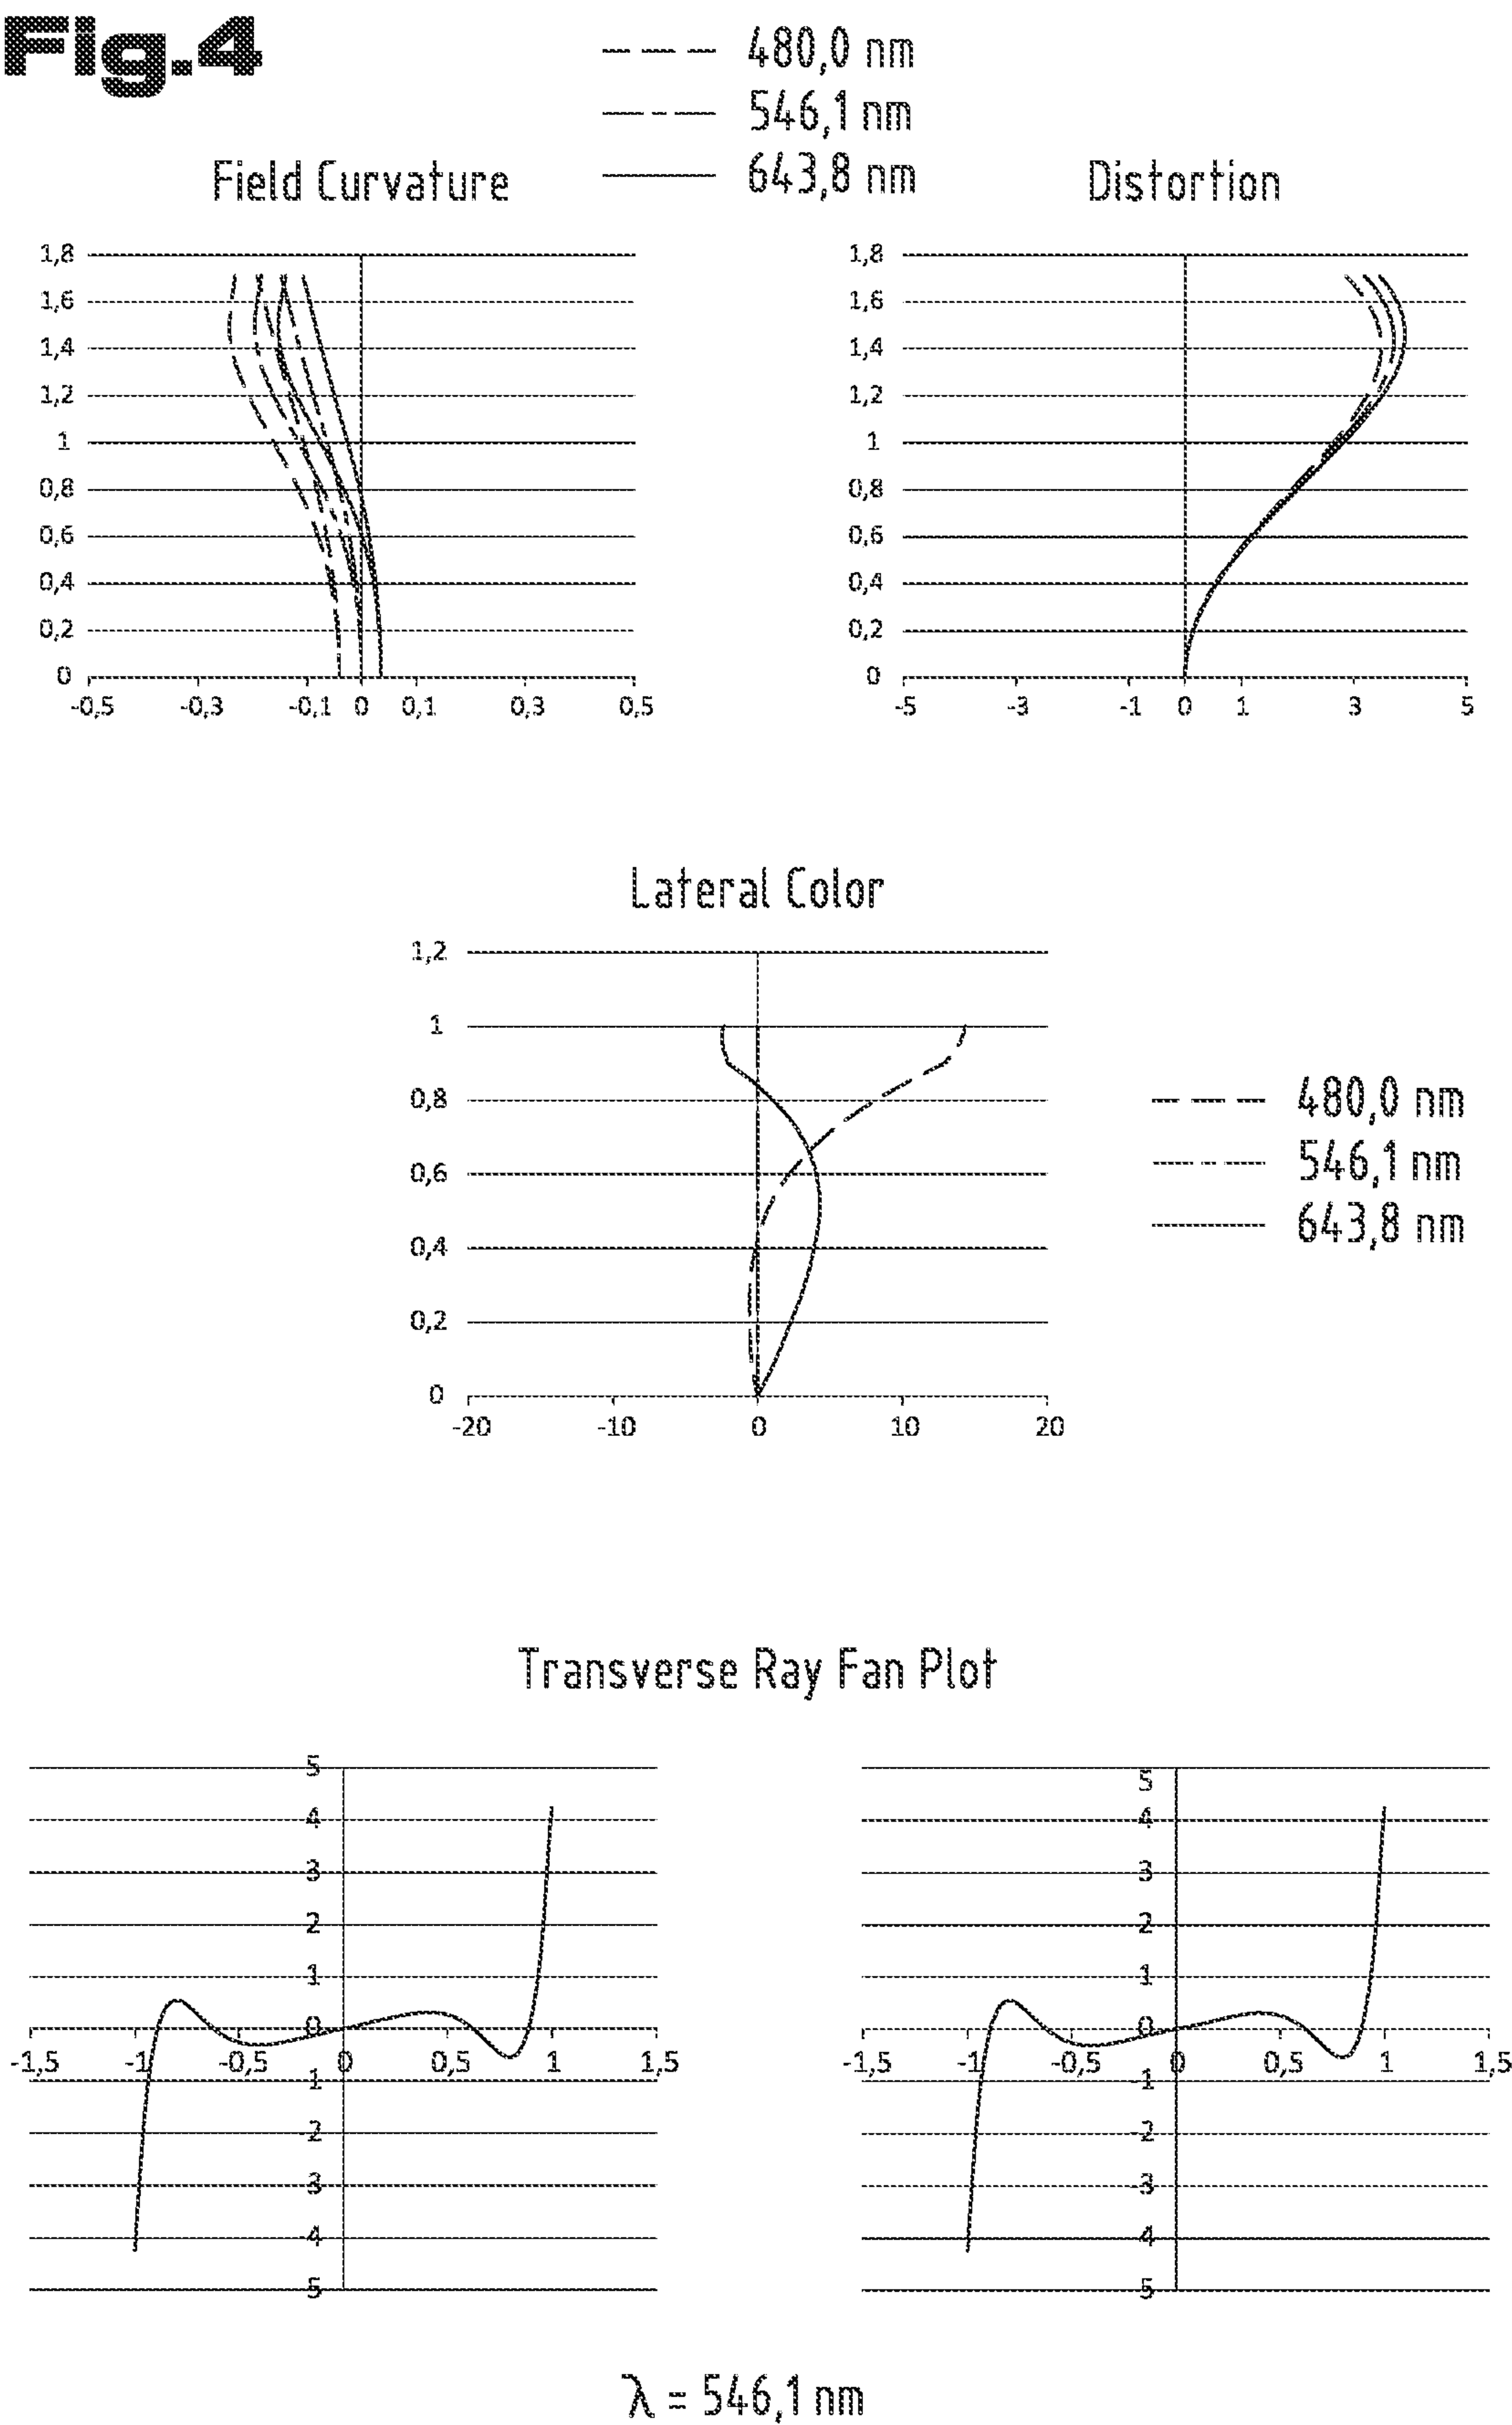 Fig.4
480,0 nm
546,1 nm
643,8 nm
Field Curvature
Distortion
1,8
1,6
1,4
1,2
1
0,8
0,6
0,4
0,2
0
-0,5 -0,3 -0,1 0 0,1 0,3 0,5
1,8
1,6
1,4
1,2
1
0,8
0,6
0,4
0,2
0
-5 -3 -1 0 1 3 5
Lateral Color
1,2
1
0,8
0,6
0,4
0,2
0
-20 -10 0 10 20
480,0 nm
546,1 nm
643,8 nm
Transverse Ray Fan Plot
5
4
3
2
1
0
-1,5 -1 -0,5 0 0,5 1 1,5
-1
-2
-3
-4
-5
5
4
3
2
1
0
-1,5 -1 -0,5 0 0,5 1 1,5
-1
-2
-3
-4
-5
λ = 546,1 nm